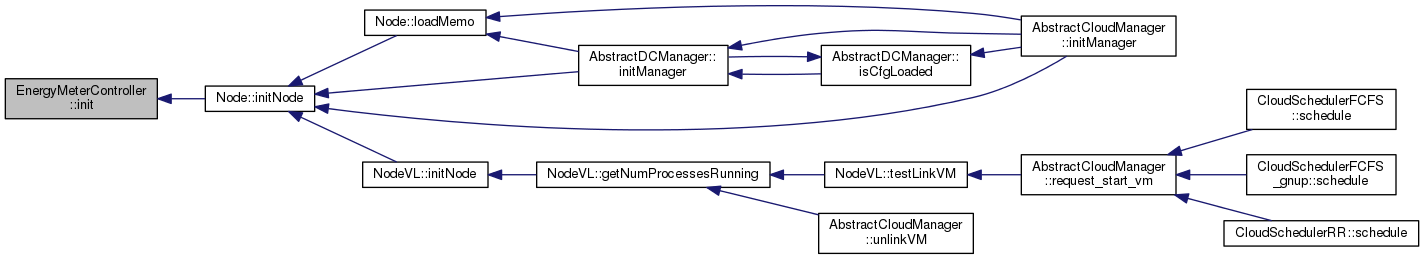 EnergyMeterController
::init
Node::initNode
Node::loadMemo
AbstractDCManager::
initManager
AbstractDCManager::
isCfgLoaded
AbstractCloudManager
::initManager
NodeVL::initNode
NodeVL::getNumProcessesRunning
NodeVL::testLinkVM
AbstractCloudManager
::unlinkVM
AbstractCloudManager
::request_start_vm
CloudSchedulerFCFS
::schedule
CloudSchedulerFCFS
_gnup::schedule
CloudSchedulerRR::schedule